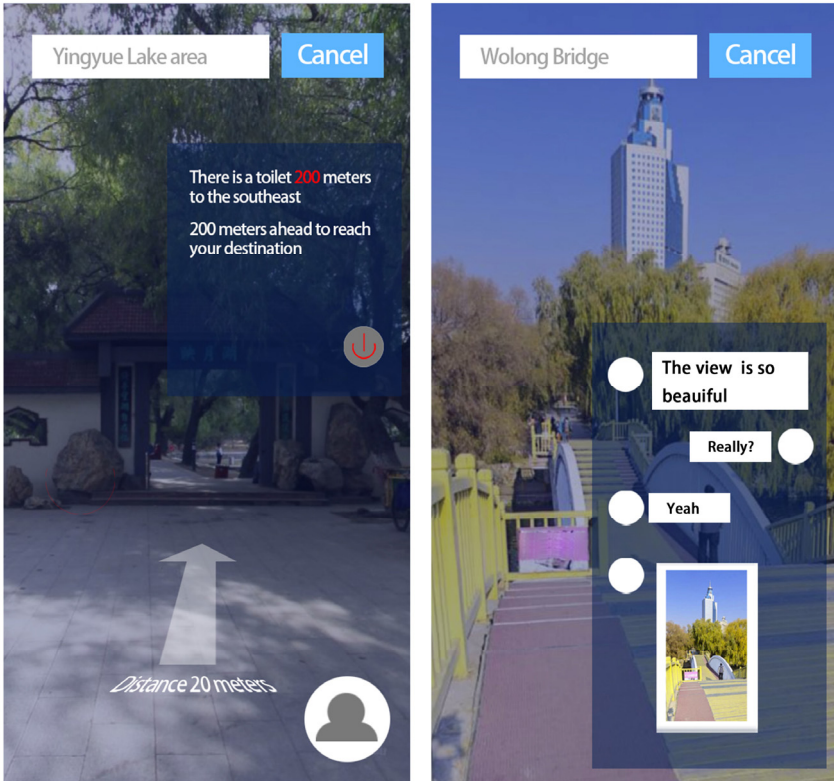 Yingyue Lake area
Cancel
There is a toilet 200 meters
to the southeast
200 meters ahead to reach
your destination
Distance 20 meters
Wolong Bridge
Cancel
The view is so
beauiful
Really?
Yeah